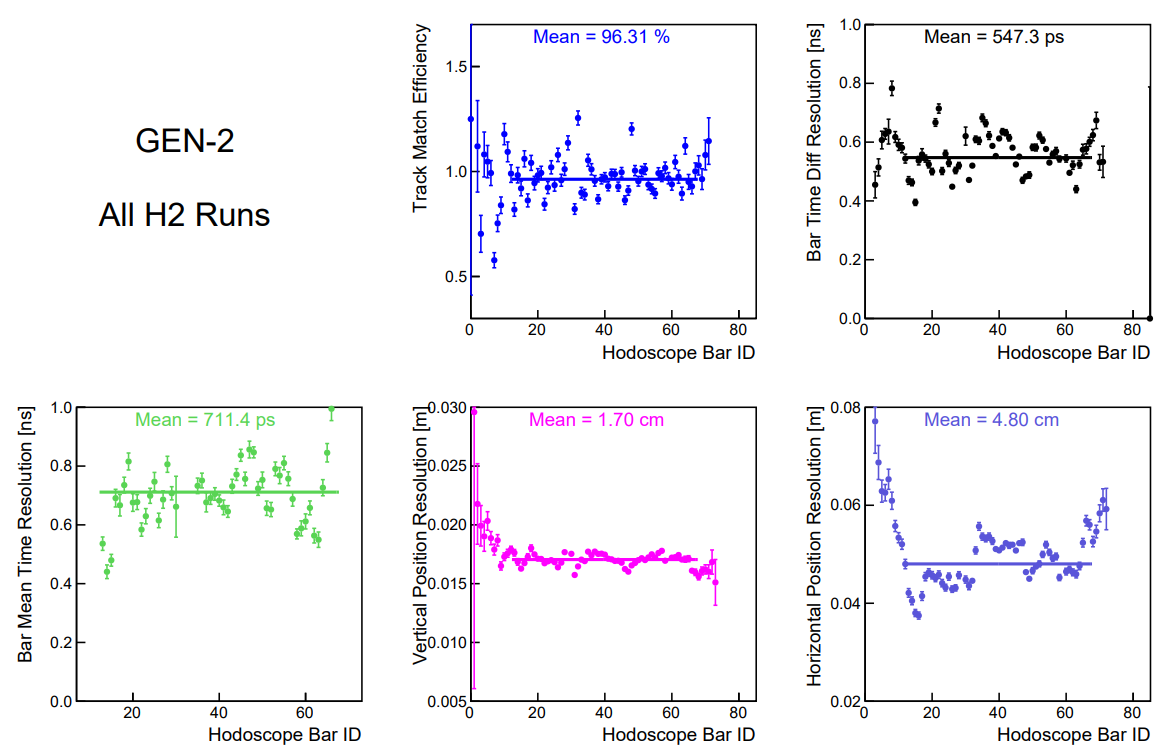 GEN-2
All H2 Runs
Mean = 96.31 %
Track Match Efficiency
1.5
1.0
0.5
0 20 40 60 80
Hodoscope Bar ID
Mean = 547.3 ps
Bar Time Diff Resolution [ns]
1.0
0.8
0.6
0.4
0.2
0.0
0 20 40 60 80
Hodoscope Bar ID
Mean = 711.4 ps
Bar Mean Time Resolution [ns]
1.0
0.8
0.6
0.4
0.2
0.0
20 40 60
Hodoscope Bar ID
Mean = 1.70 cm
Vertical Position Resolution [m]
0.030
0.025
0.020
0.015
0.010
0.005
0 20 40 60 80
Hodoscope Bar ID
Mean = 4.80 cm
Horizontal Position Resolution [m]
0.08
0.06
0.04
0.02
0 20 40 60 80
Hodoscope Bar ID